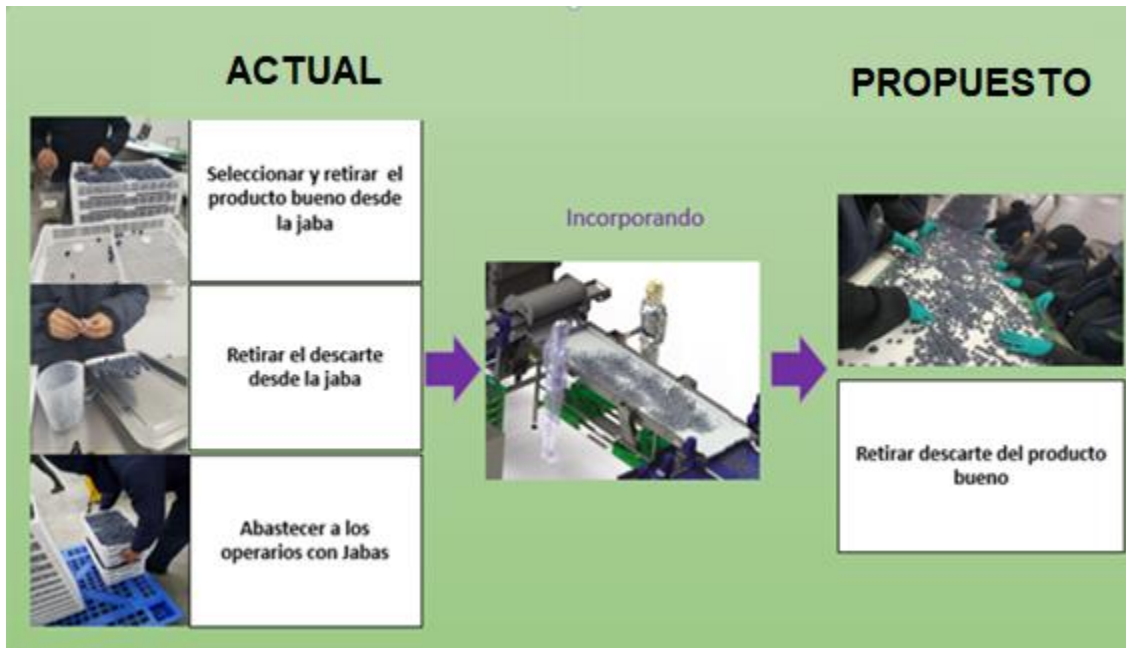 ACTUAL
PROPUESTO
Seleccionar y retirar el
producto bueno desde
la jaba
Retirar el descarte
desde la jaba
Abastecer a los
operarios con Jabas
Incorporando
Retirar descarte del producto
bueno